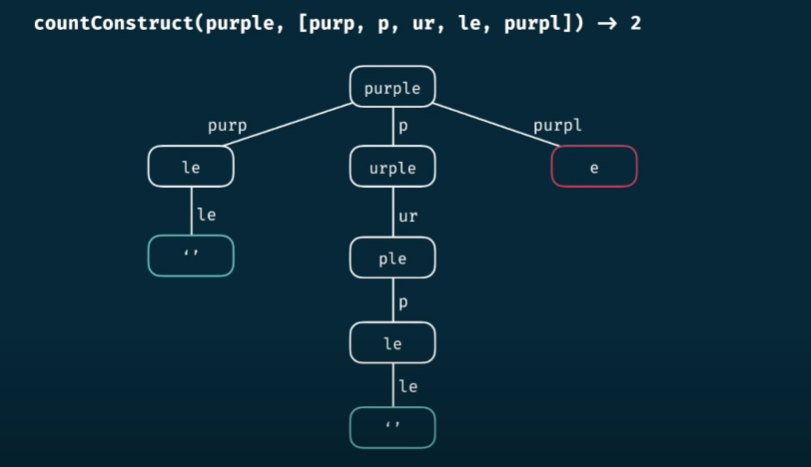 countConstruct(purple, [purp, p, ur, le, purpl]) → 2
purple
purp p purpl
le urple e
le ur
‘’ ple
p
le
le
‘’